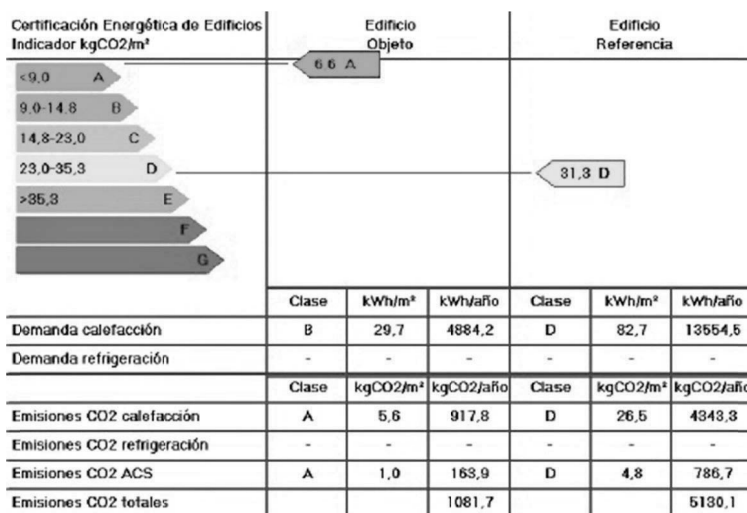 Certificación Energética de Edificios
Indicador kgCO2/m²
Edificio
Objeto
Edificio
Referencia
<9,0 A
9,0-14,8 B
14,8-23,0 C
23,0-35,3 D
>35,3 E
F
G
6,6 A
31,3 D
Clase kWh/m² kWh/año Clase kWh/m² kWh/año
Demanda calefacción B 29,7 4884,2 D 82,7 13554,5
Demanda refrigeración - - - - - -
Clase kgCO2/m² kgCO2/año Clase kgCO2/m² kgCO2/año
Emisiones CO2 calefacción A 5,6 917,8 D 26,5 4343,3
Emisiones CO2 refrigeración - - - - - -
Emisiones CO2 ACS A 1,0 163,9 D 4,8 786,7
Emisiones CO2 totales 1081,7 5130,1